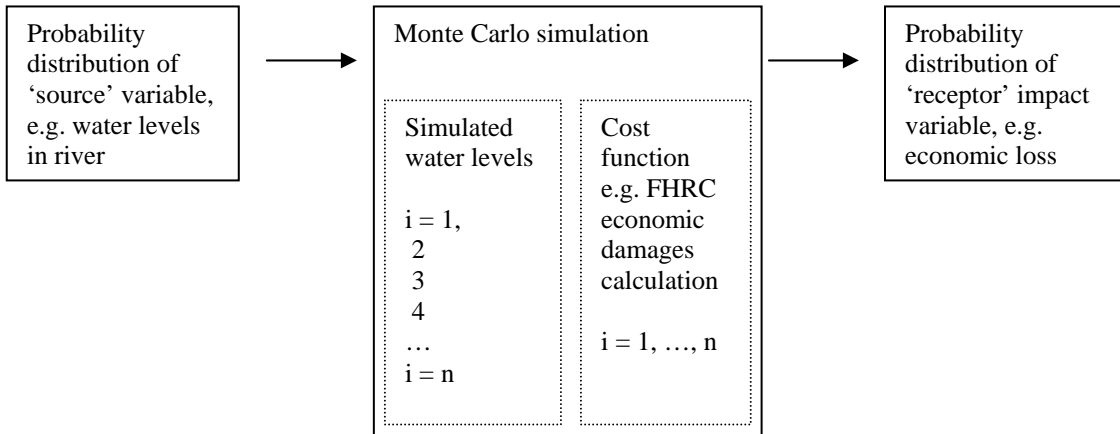 Probability
distribution of
‘source’ variable,
e.g. water levels
in river
Monte Carlo simulation
Simulated
water levels
i = 1,
2
3
4
…
i = n
Cost
function
e.g. FHRC
economic
damages
calculation
i = 1, …, n
Probability
distribution of
‘receptor’ impact
variable, e.g.
economic loss